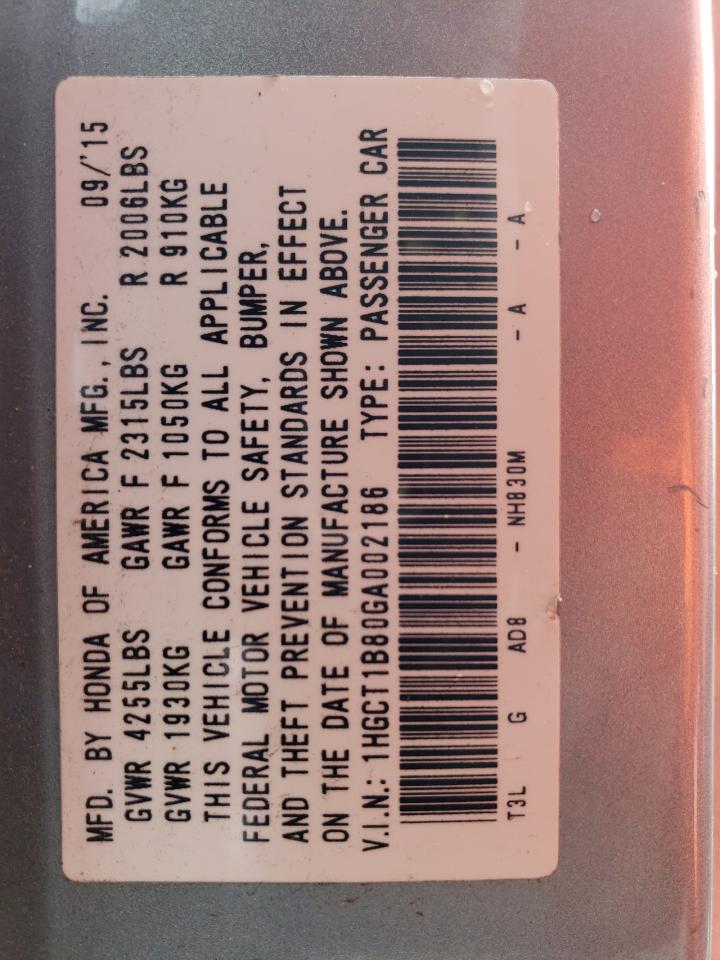 MFD. BY HONDA OF AMERICA MFG., INC. 09/'15
GVWR 4255LBS GAWR F 2315LBS R 2006LBS
GVWR 1930KG GAWR F 1050KG R 910KG
THIS VEHICLE CONFORMS TO ALL APPLICABLE
FEDERAL MOTOR VEHICLE SAFETY, BUMPER,
AND THEFT PREVENTION STANDARDS IN EFFECT
ON THE DATE OF MANUFACTURE SHOWN ABOVE.
V.I.N.: 1HGCT1B80GA002186 TYPE: PASSENGER CAR
T3L G AD8 - NH830M - A - A